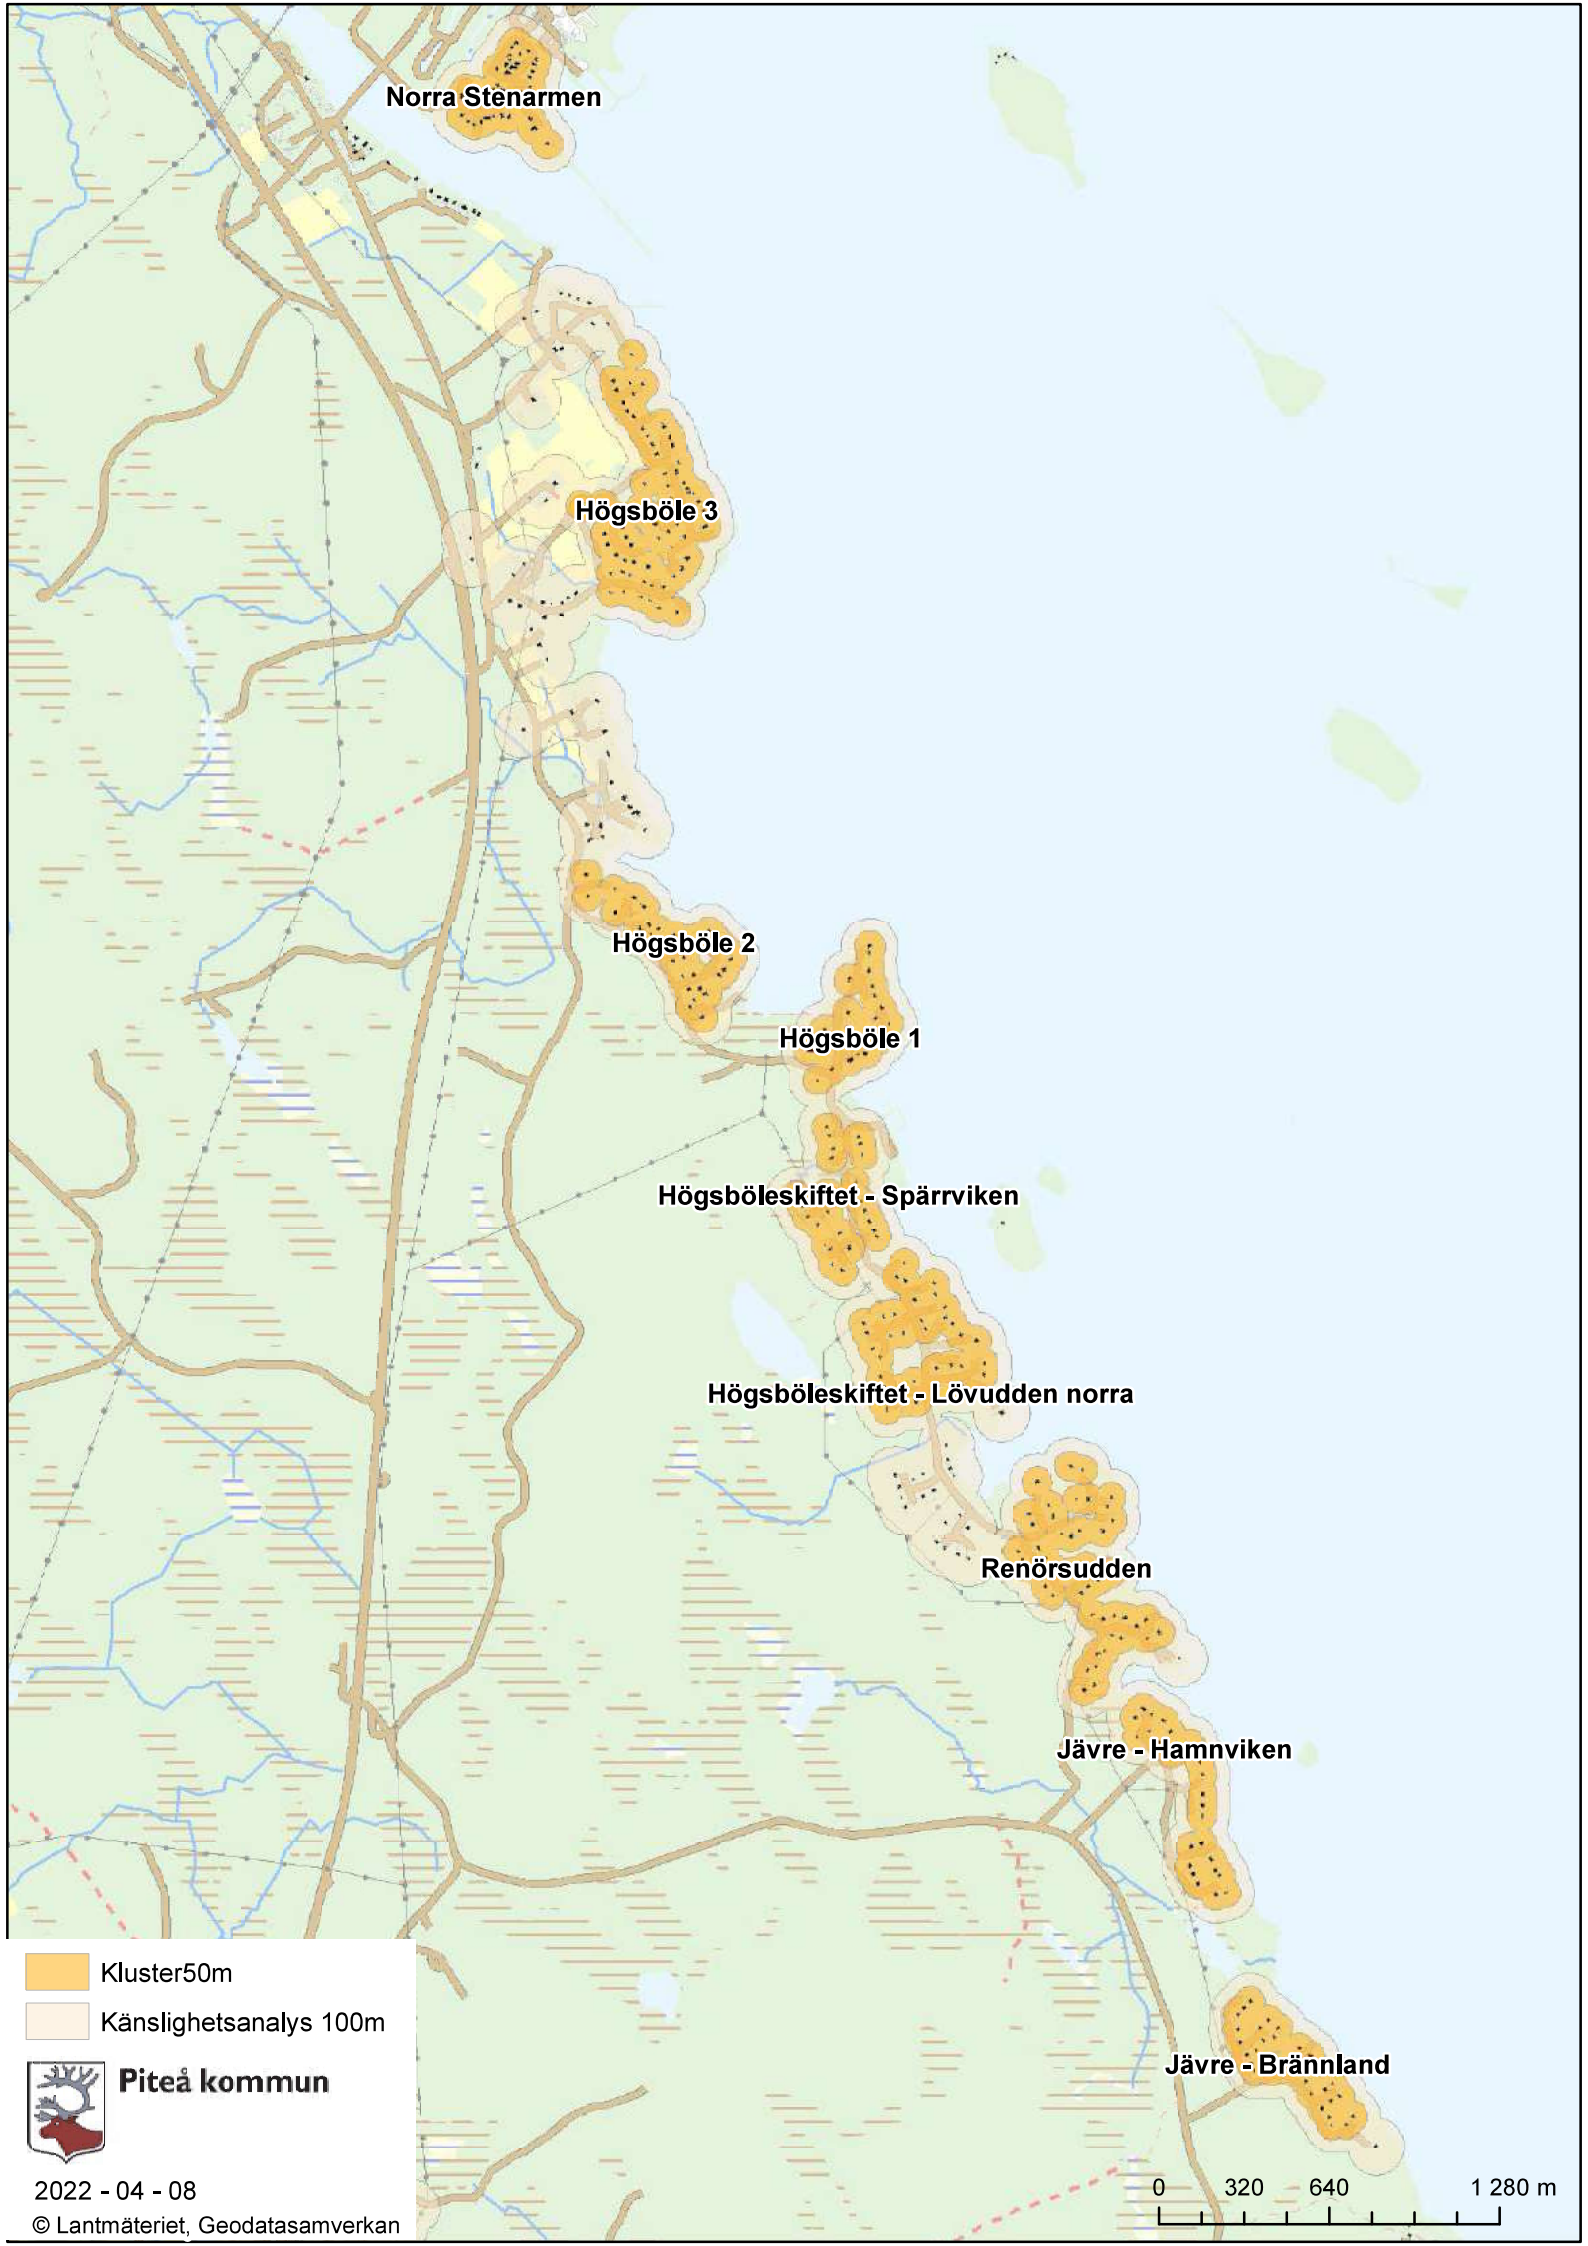 Norra Stenarmen
Högsböle 3
Högsböle 2
Högsböle 1
Högsböleskiftet - Spärrviken
Högsböleskiftet - Lövudden norra
Renörsudden
Jävre - Hamnviken
Jävre - Brännland
Kluster50m
Känslighetsanalys 100m
Piteå kommun
2022 - 04 - 08
© Lantmäteriet, Geodatasamverkan
0 320 640 1 280 m